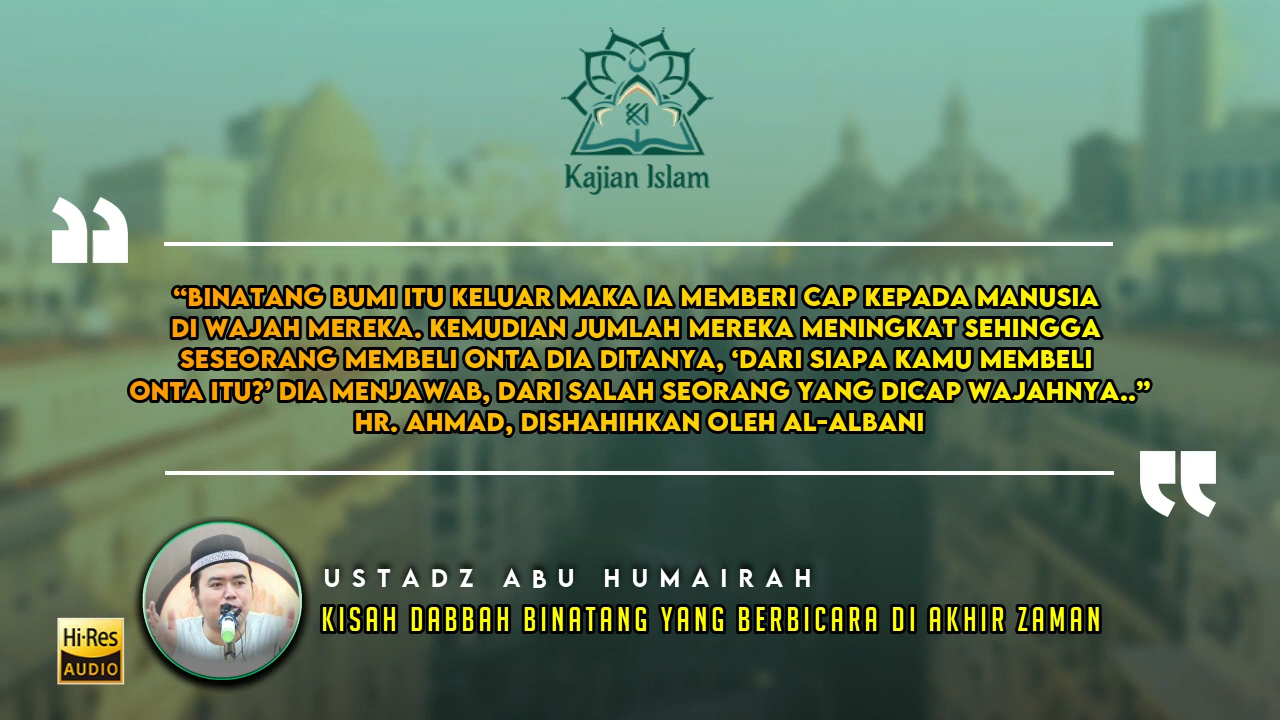 Kajian Islam
“BINATANG BUMI ITU KELUAR MAKA IA MEMBERI CAP KEPADA MANUSIA
DI WAJAH MEREKA. KEMUDIAN JUMLAH MEREKA MENINGKAT SEHINGGA
SESEORANG MEMBELI ONTA DIA DITANYA, ‘DARI SIAPA KAMU MEMBELI
ONTA ITU?’ DIA MENJAWAB, DARI SALAH SEORANG YANG DICAP WAJAHNYA..”
HR. AHMAD, DISHAHIHKAN OLEH AL-ALBANI
USTADZ ABU HUMAIRAH
KISAH DABBAH BINATANG YANG BERBICARA DI AKHIR ZAMAN
Hi-Res
AUDIO